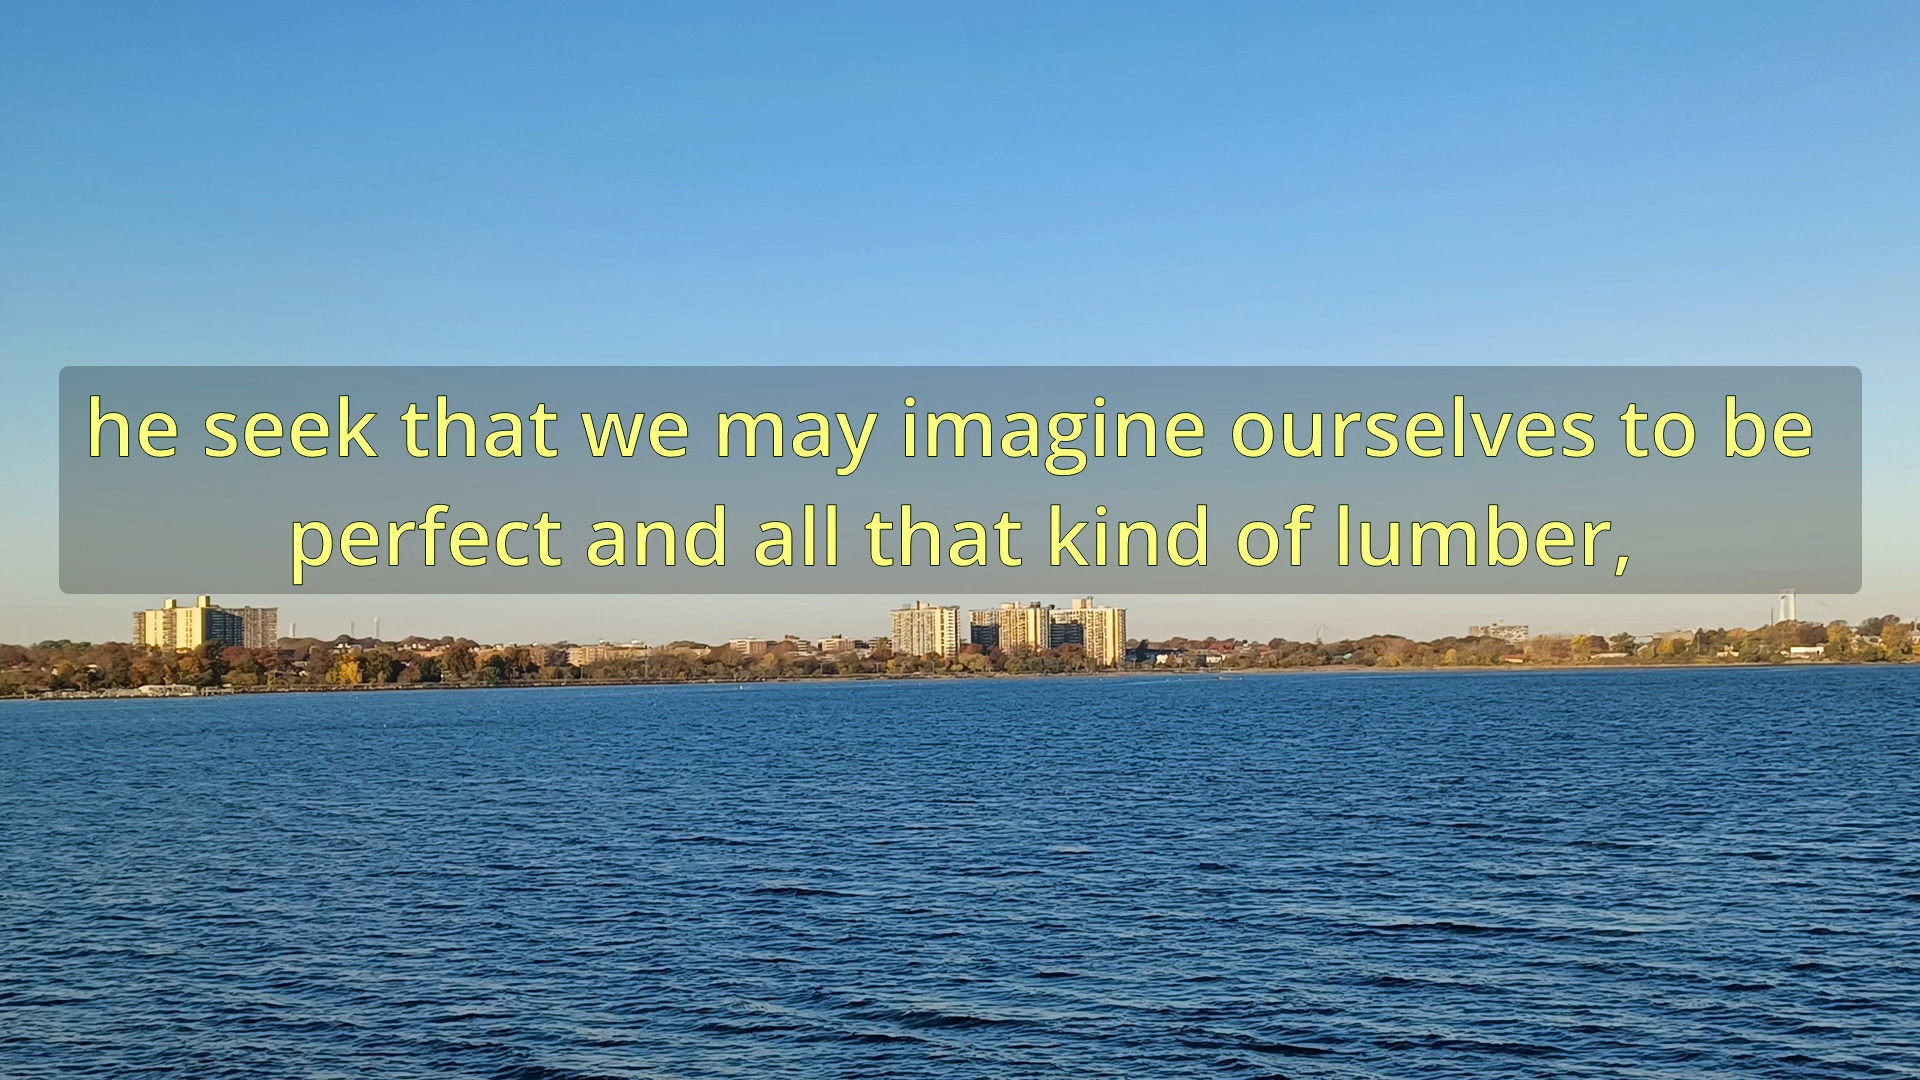 he seek that we may imagine ourselves to be
perfect and all that kind of lumber,